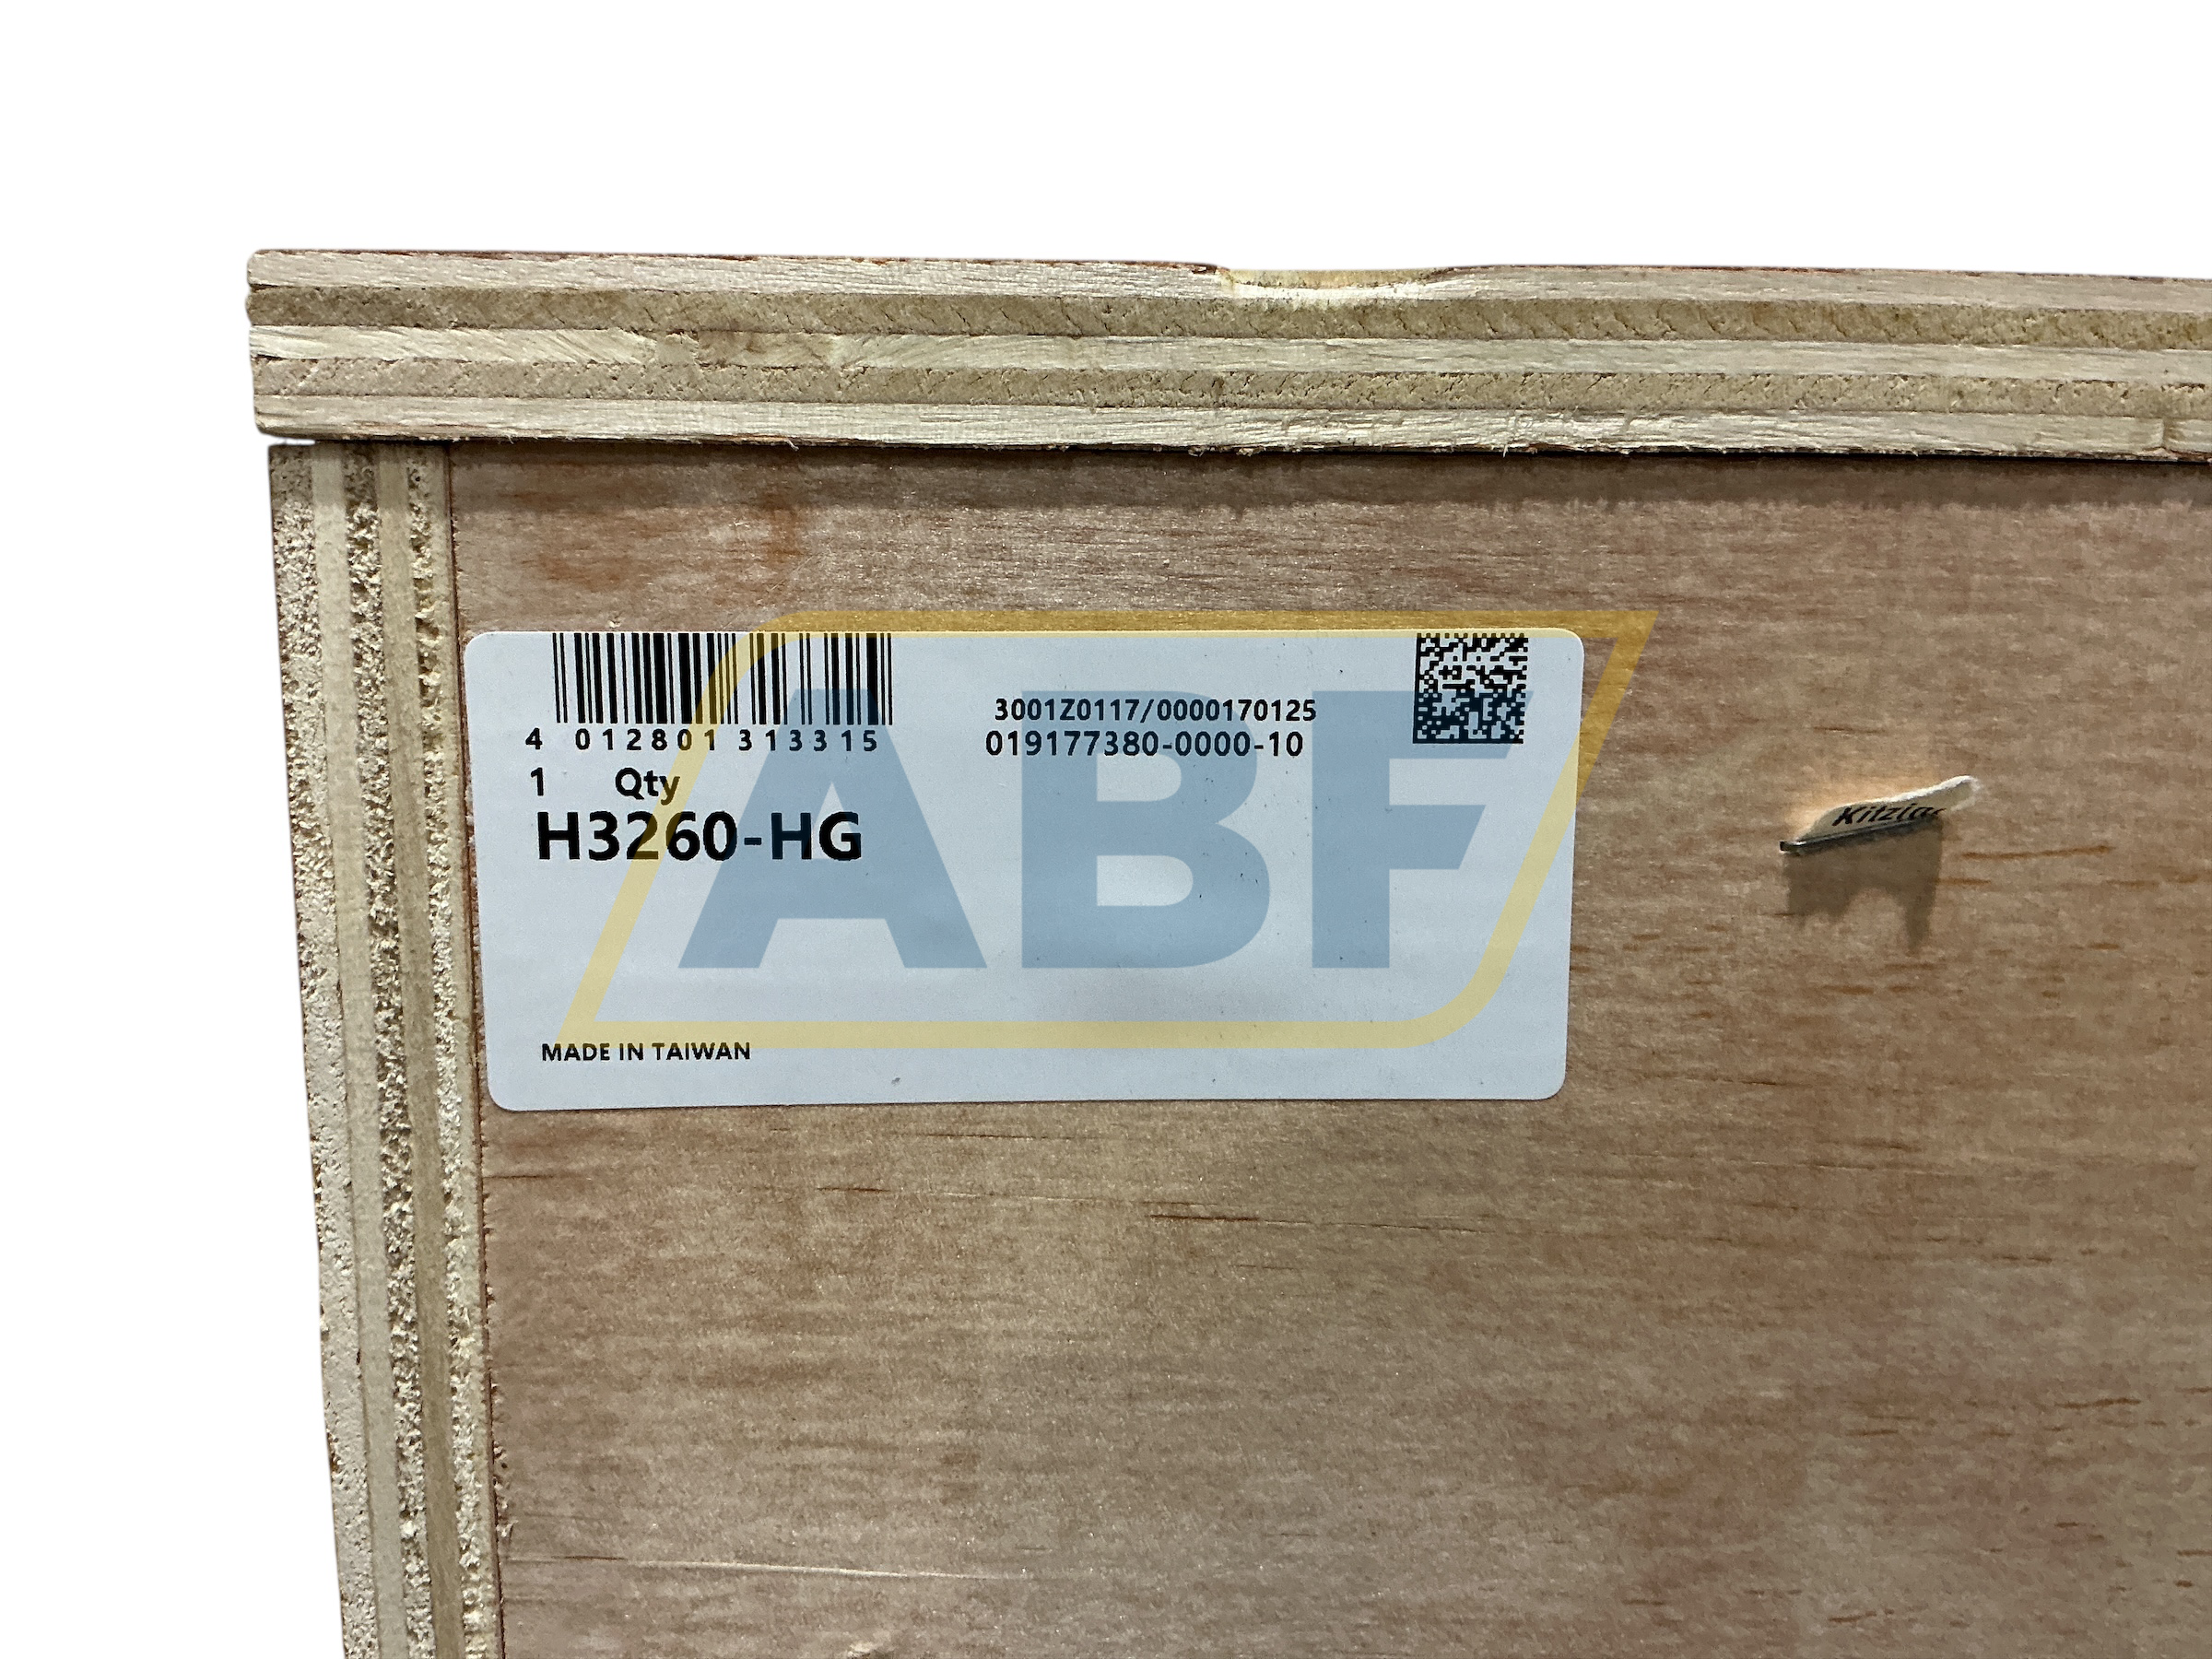 4 012801 313315
3001Z0117/0000170125
019177380-0000-10
1 Qty
H3260-HG
ABF
MADE IN TAIWAN